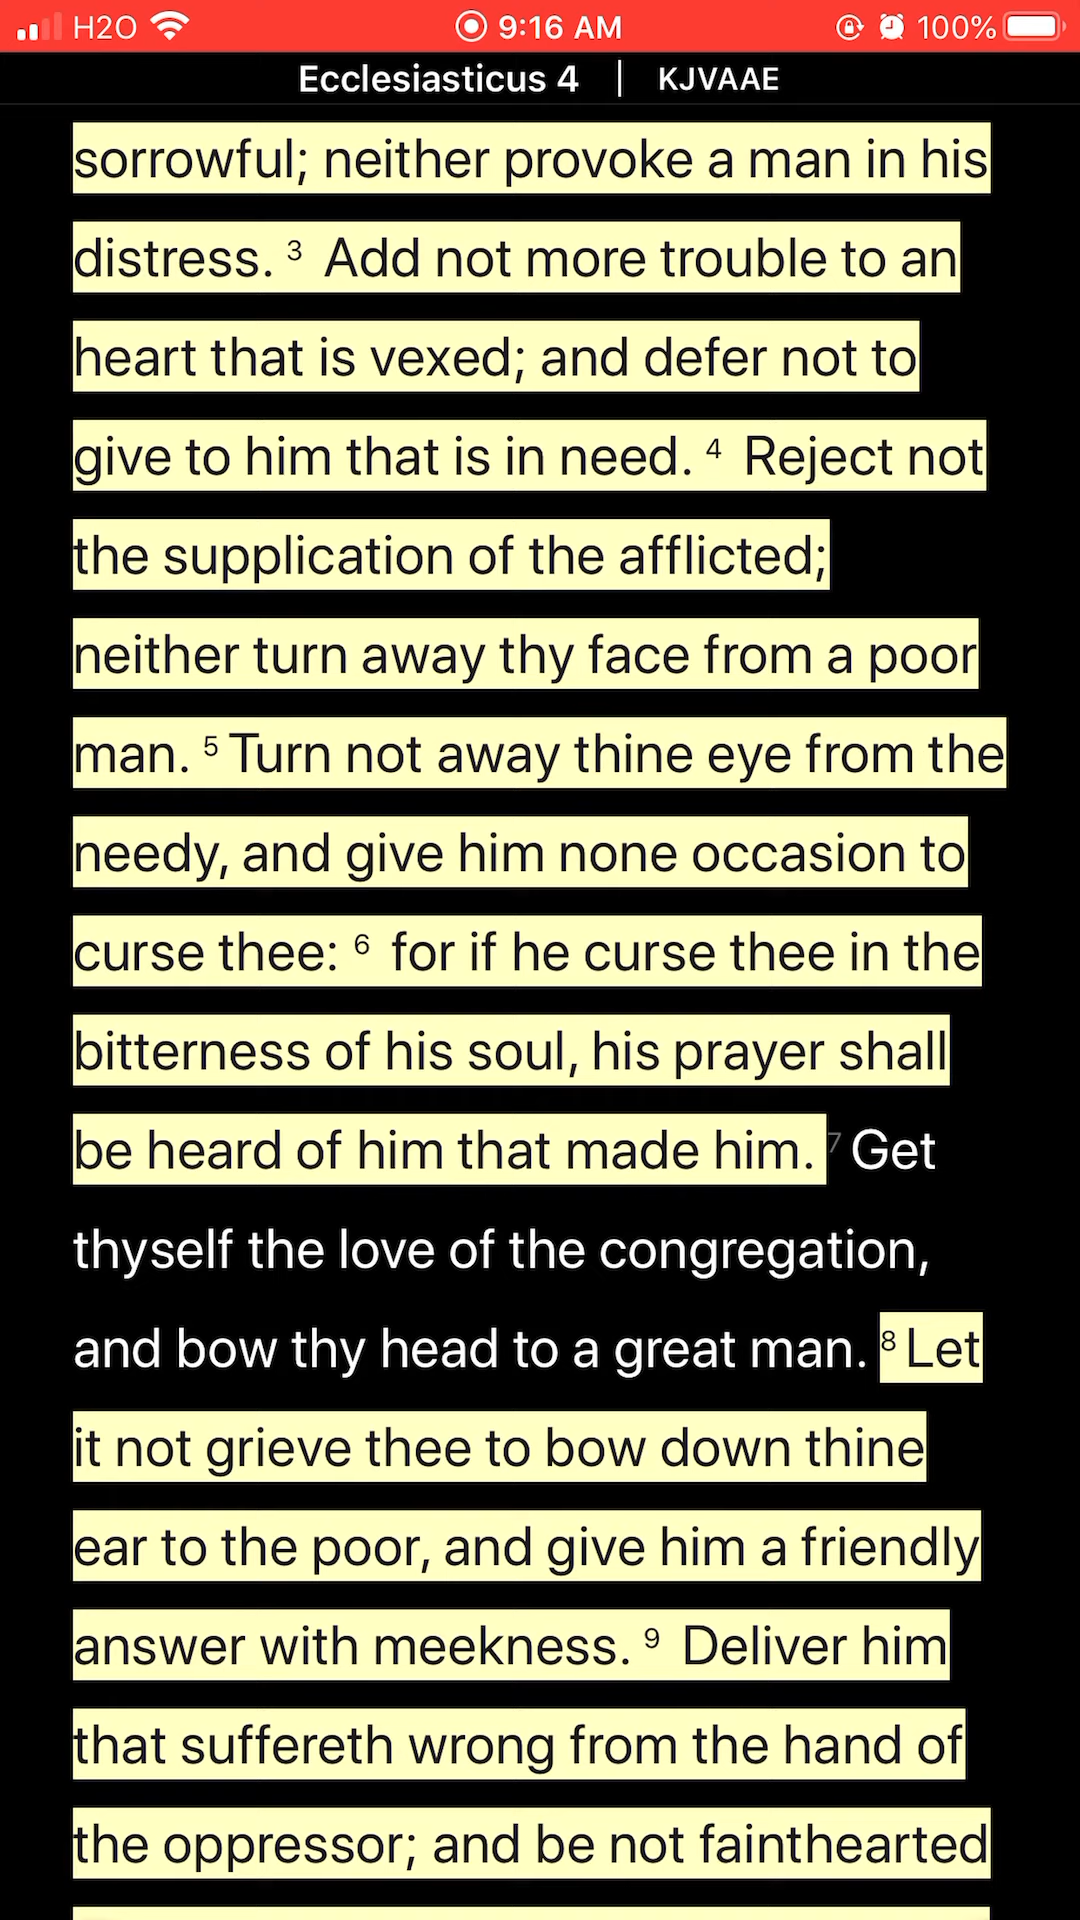 H2O 9:16 AM 100%
Ecclesiasticus 4 | KJVAAE
sorrowful; neither provoke a man in his
distress. 3 Add not more trouble to an
heart that is vexed; and defer not to
give to him that is in need. 4 Reject not
the supplication of the afflicted;
neither turn away thy face from a poor
man. 5 Turn not away thine eye from the
needy, and give him none occasion to
curse thee: 6 for if he curse thee in the
bitterness of his soul, his prayer shall
be heard of him that made him. 7 Get
thyself the love of the congregation,
and bow thy head to a great man. 8 Let
it not grieve thee to bow down thine
ear to the poor, and give him a friendly
answer with meekness. 9 Deliver him
that suffereth wrong from the hand of
the oppressor; and be not fainthearted